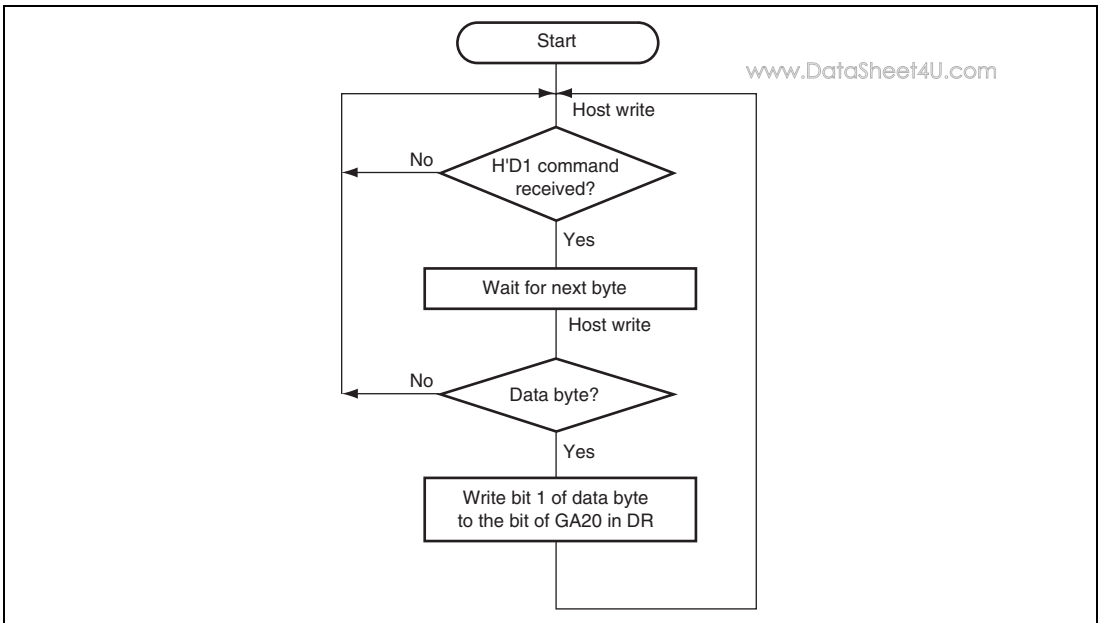 Start
www.DataSheet4U.com
Host write
No
H'D1 command
received?
Yes
Wait for next byte
Host write
No
Data byte?
Yes
Write bit 1 of data byte
to the bit of GA20 in DR